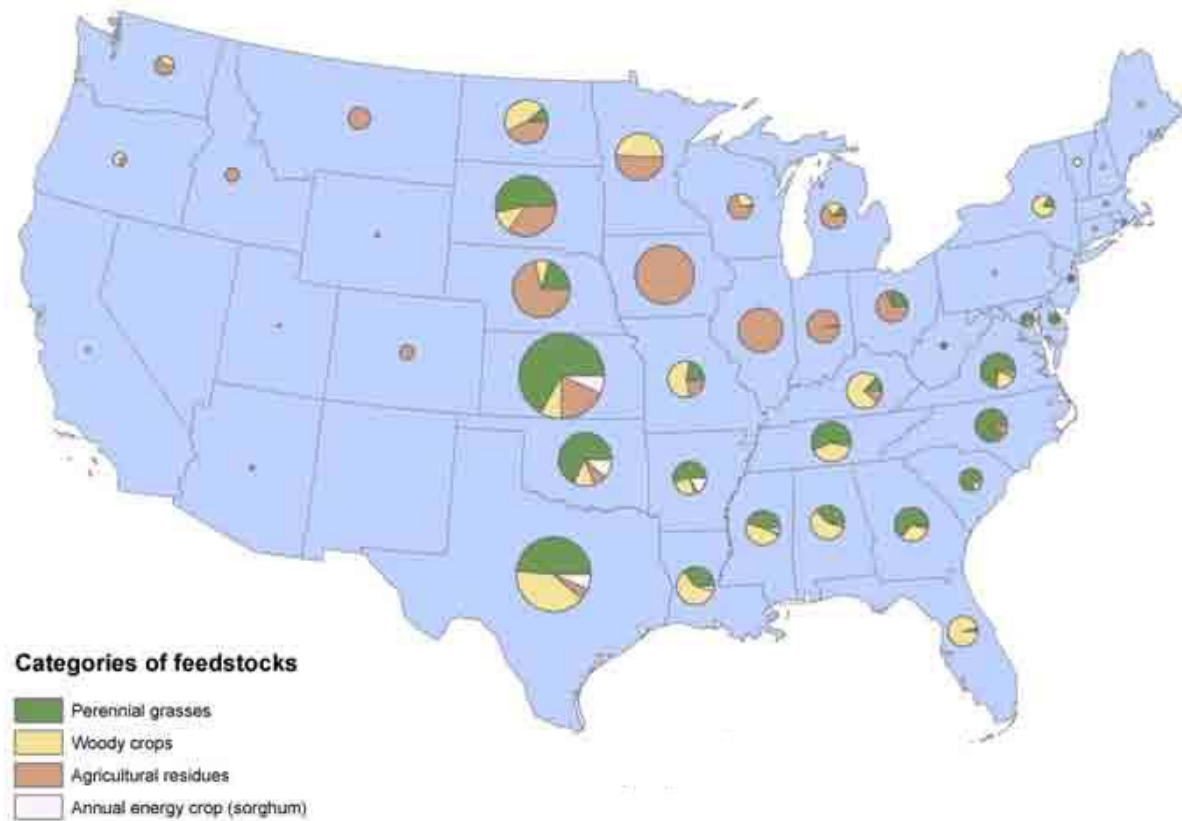 Categories of feedstocks
Perennial grasses
Woody crops
Agricultural residues
Annual energy crop (sorghum)